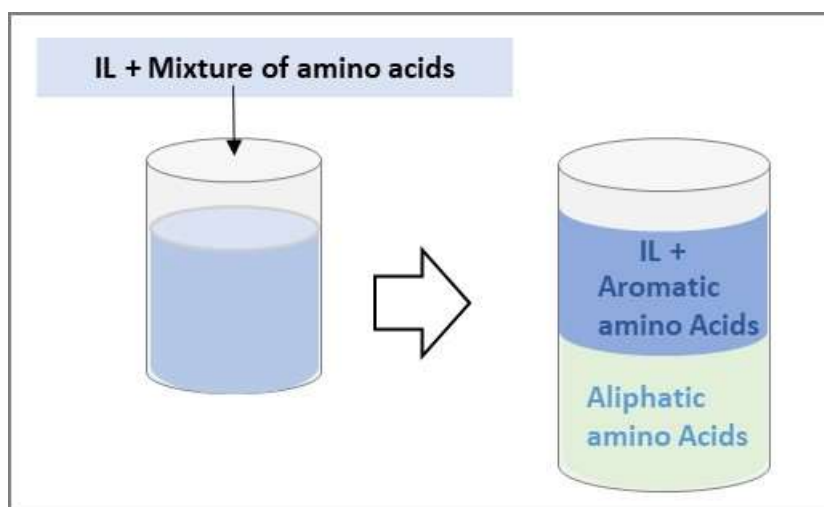 IL + Mixture of amino acids
IL +
Aromatic
amino Acids
Aliphatic
amino Acids